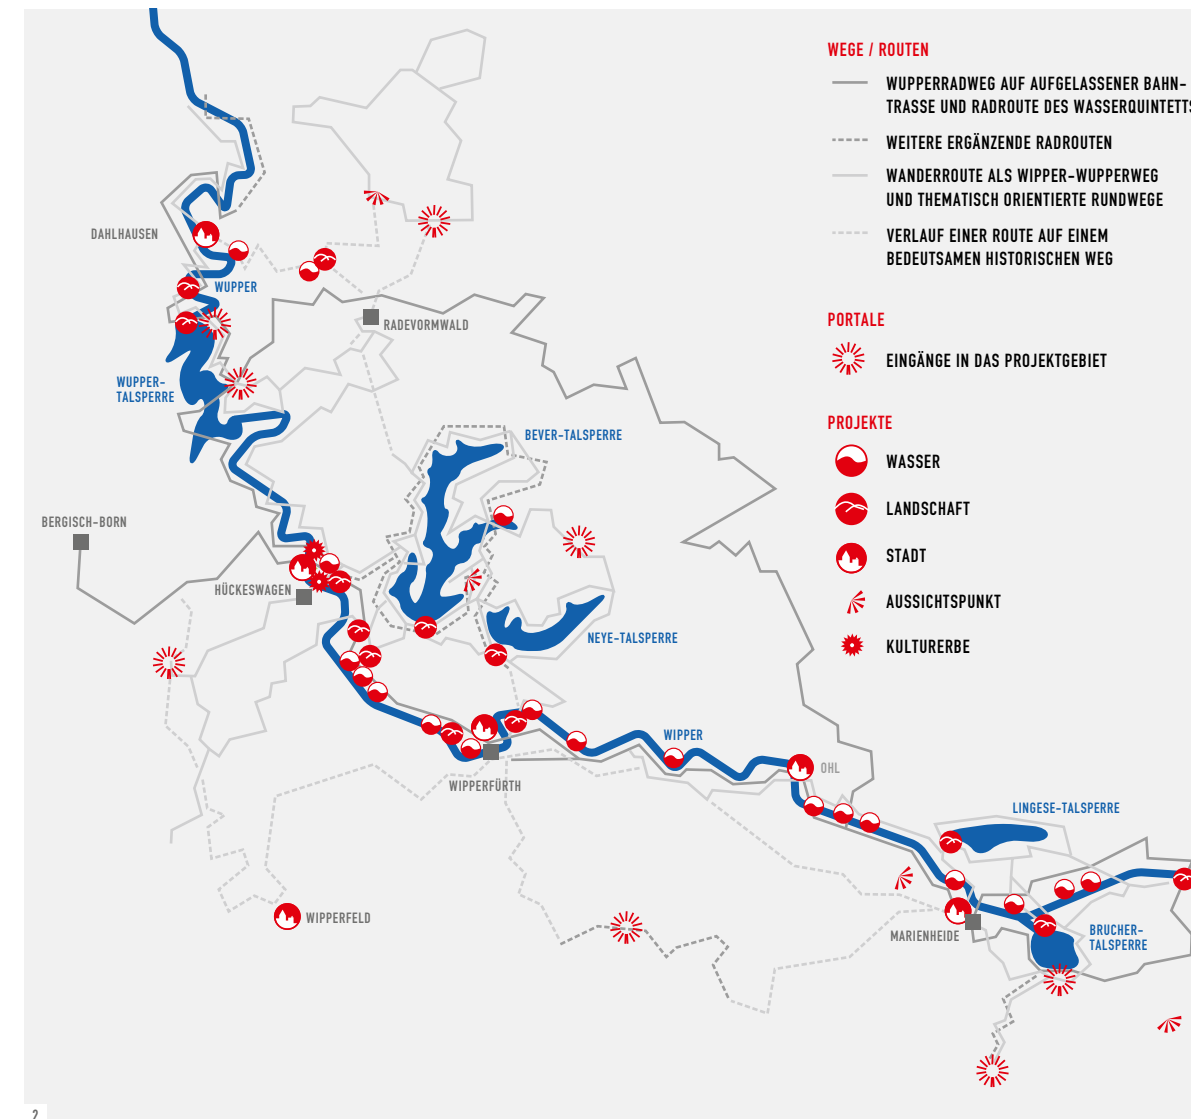 WEGE / ROUTEN
WUPPERRADWEG AUF AUFGELASSENER BAHN-
TRASSE UND RADROUTE DES WASSERQUINTETTS
WEITERE ERGÄNZENDE RADROUTEN
WANDERROUTE ALS WIPPER-WUPPERWEG
UND THEMATISCH ORIENTIERTE RUNDWEGE
VERLAUF EINER ROUTE AUF EINEM
BEDEUTSAMEN HISTORISCHEN WEG
PORTALE
EINGÄNGE IN DAS PROJEKTGEBIET
PROJEKTE
WASSER
LANDSCHAFT
STADT
AUSSICHTSPUNKT
KULTURERBE
DAHLHAUSEN
WUPPER
RADEVORMWALD
WUPPER-
TALSPERRE
BEVER-TALSPERRE
BERGISCH-BORN
HÜCKESWAGEN
NEYE-TALSPERRE
WIPPER
OHL
WIPPERFÜRTH
LINGESE-TALSPERRE
WIPPERFELD
MARIENHEIDE
BRUCHER-
TALSPERRE
2